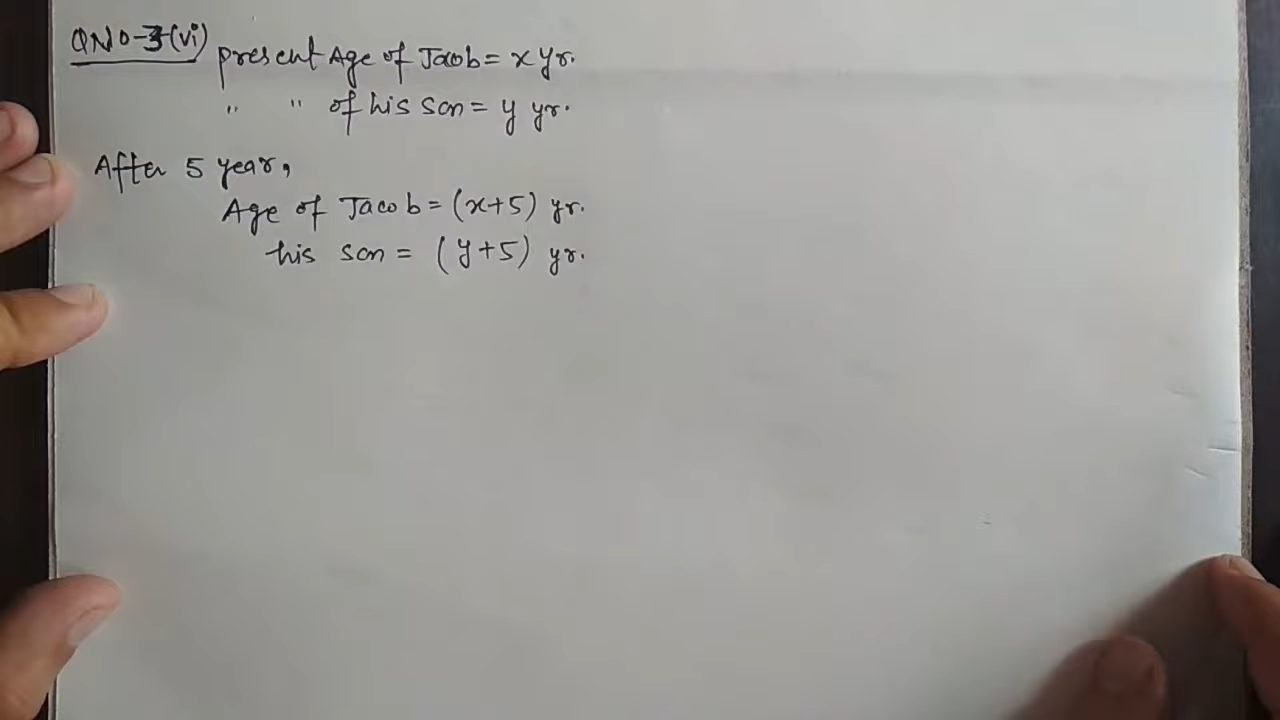 QNO-3(vi)
present Age of Jacob = x yr.
" " of his son = y yr.
After 5 year,
Age of Jacob = (x+5) yr.
his son = (y+5) yr.